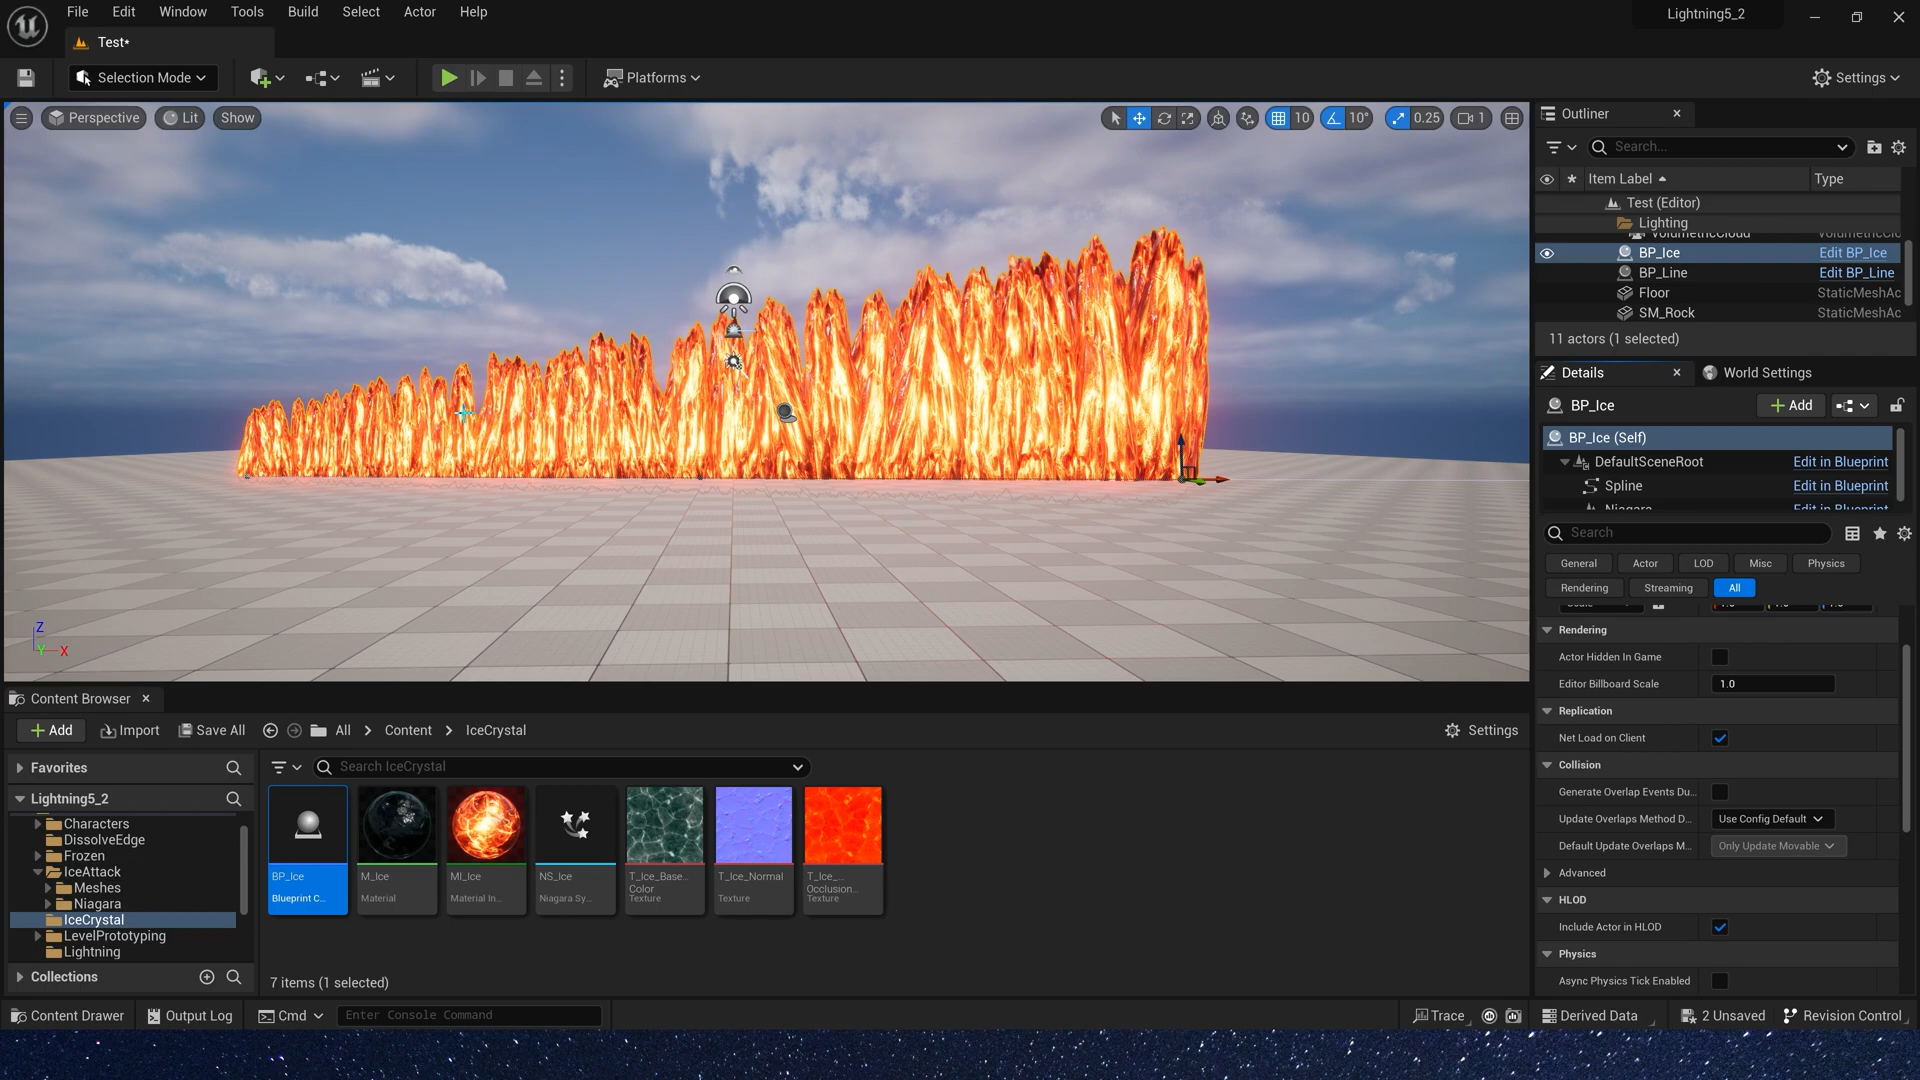 File Edit Window Tools Build Select Actor Help
Lightning5_2
Test*
Selection Mode
Platforms
Settings
Perspective Lit Show
10 10° 0.25 1
Z
Y X
Outliner
Search...
Item Label Type
Test (Editor)
Lighting
VolumetricCloud
BP_Ice Edit BP_Ice
BP_Line Edit BP_Line
Floor StaticMeshAc
SM_Rock StaticMeshAc
11 actors (1 selected)
Details World Settings
BP_Ice Add
BP_Ice (Self)
DefaultSceneRoot Edit in Blueprint
Spline Edit in Blueprint
Niagara Edit in Blueprint
Search
General Actor LOD Misc Physics
Rendering Streaming All
Rendering
Actor Hidden In Game
Editor Billboard Scale 1.0
Replication
Net Load on Client
Collision
Generate Overlap Events Du...
Update Overlaps Method D... Use Config Default
Default Update Overlaps M... Only Update Movable
Advanced
HLOD
Include Actor in HLOD
Physics
Async Physics Tick Enabled
Content Browser
Add Import Save All All > Content > IceCrystal
Settings
Favorites
Lightning5_2
Characters
DissolveEdge
Frozen
IceAttack
Meshes
Niagara
IceCrystal
LevelPrototyping
Lightning
Collections
Search IceCrystal
BP_Ice
Blueprint C...
M_Ice
Material
MI_Ice
Material In...
NS_Ice
Niagara Sy...
T_Ice_Base...
Color
Texture
T_Ice_Normal
Texture
T_Ice_...
Occlusion...
Texture
7 items (1 selected)
Content Drawer Output Log Cmd Enter Console Command
Trace Derived Data 2 Unsaved Revision Control